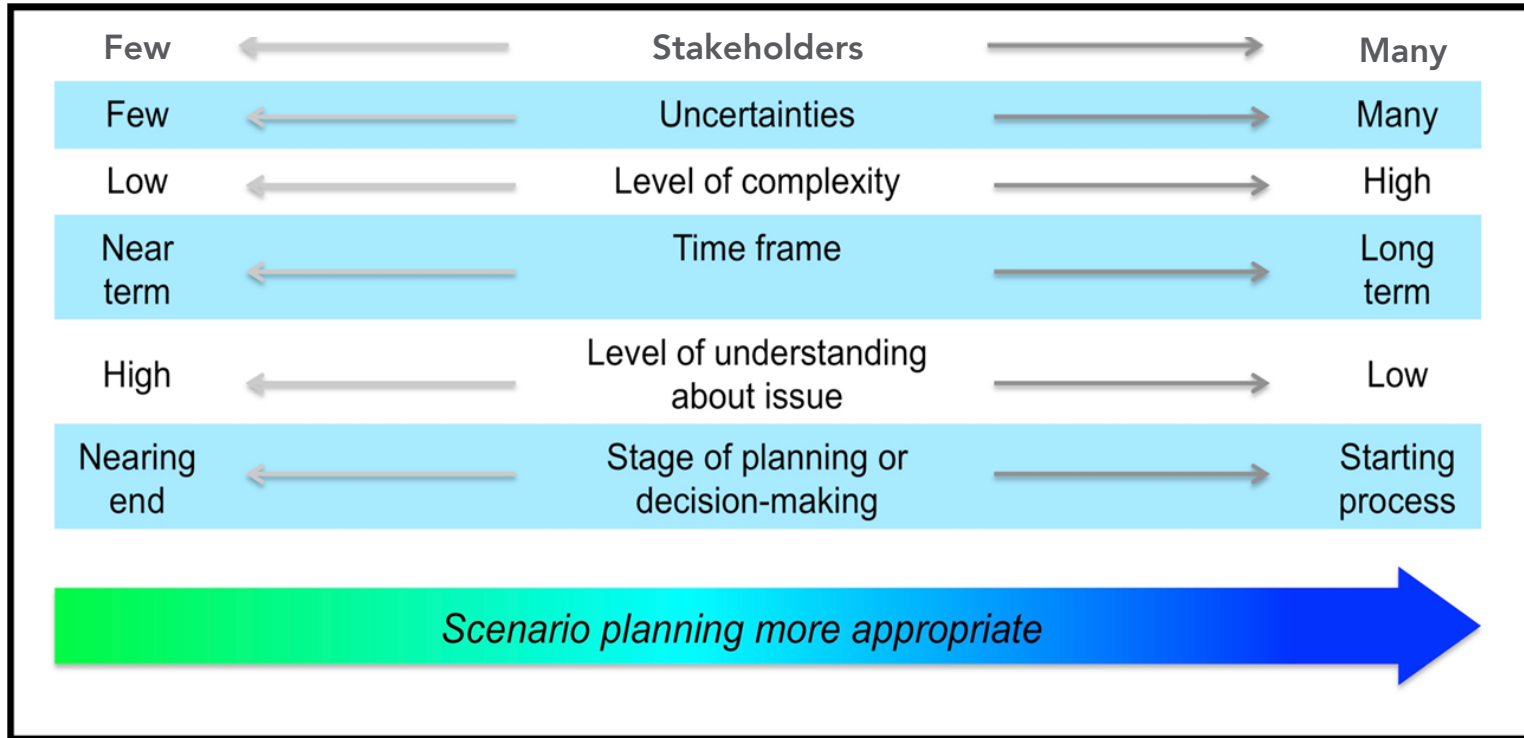 Few Stakeholders Many
Few Uncertainties Many
Low Level of complexity High
Near term Time frame Long term
High Level of understanding about issue Low
Nearing end Stage of planning or decision-making Starting process
Scenario planning more appropriate